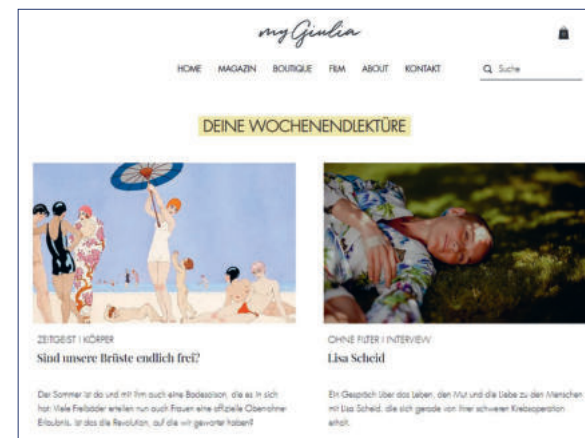 my Giulia
HOME MAGAZIN BOUTIQUE FILM ABOUT KONTAKT Suche
DEINE WOCHENENDLEKTÜRE
ZEITGEIST | KÖRPER
Sind unsere Brüste endlich frei?
Der Sommer ist da und mit ihm auch eine Badesaison, die es in sich
hat: Viele Freibäder erteilen nun auch Frauen eine offizielle Obenohne-
Erlaubnis. Ist das die Revolution, auf die wir gewartet haben?
OHNE FILTER | INTERVIEW
Lisa Scheid
Ein Gespräch über das Leben, den Mut und die Liebe zu den Menschen
mit Lisa Scheid, die sich gerade von ihrer schweren Krebsoperation
erholt.